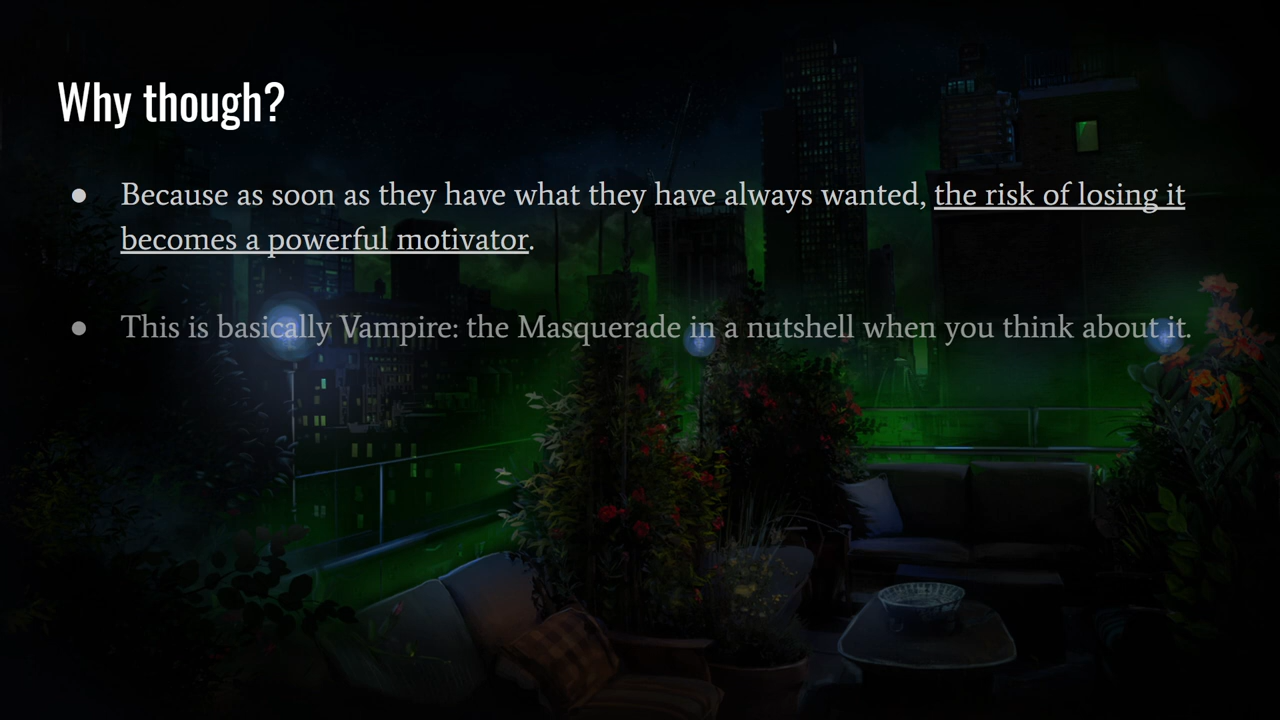 Why though?
● Because as soon as they have what they have always wanted, the risk of losing it
becomes a powerful motivator.
● This is basically Vampire: the Masquerade in a nutshell when you think about it.